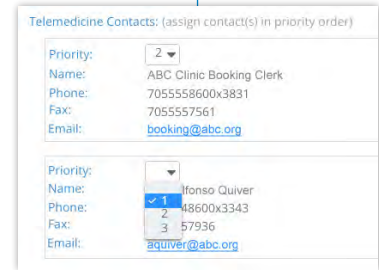 Telemedicine Contacts: (assign contact(s) in priority order)
Priority: 2
Name: ABC Clinic Booking Clerk
Phone: 7055558600x3831
Fax: 7055557561
Email: booking@abc.org
Priority:
Name: lfonso Quiver
✓ 1
Phone: 48600x3343
2
Fax: 57936
3
Email: aquiver@abc.org